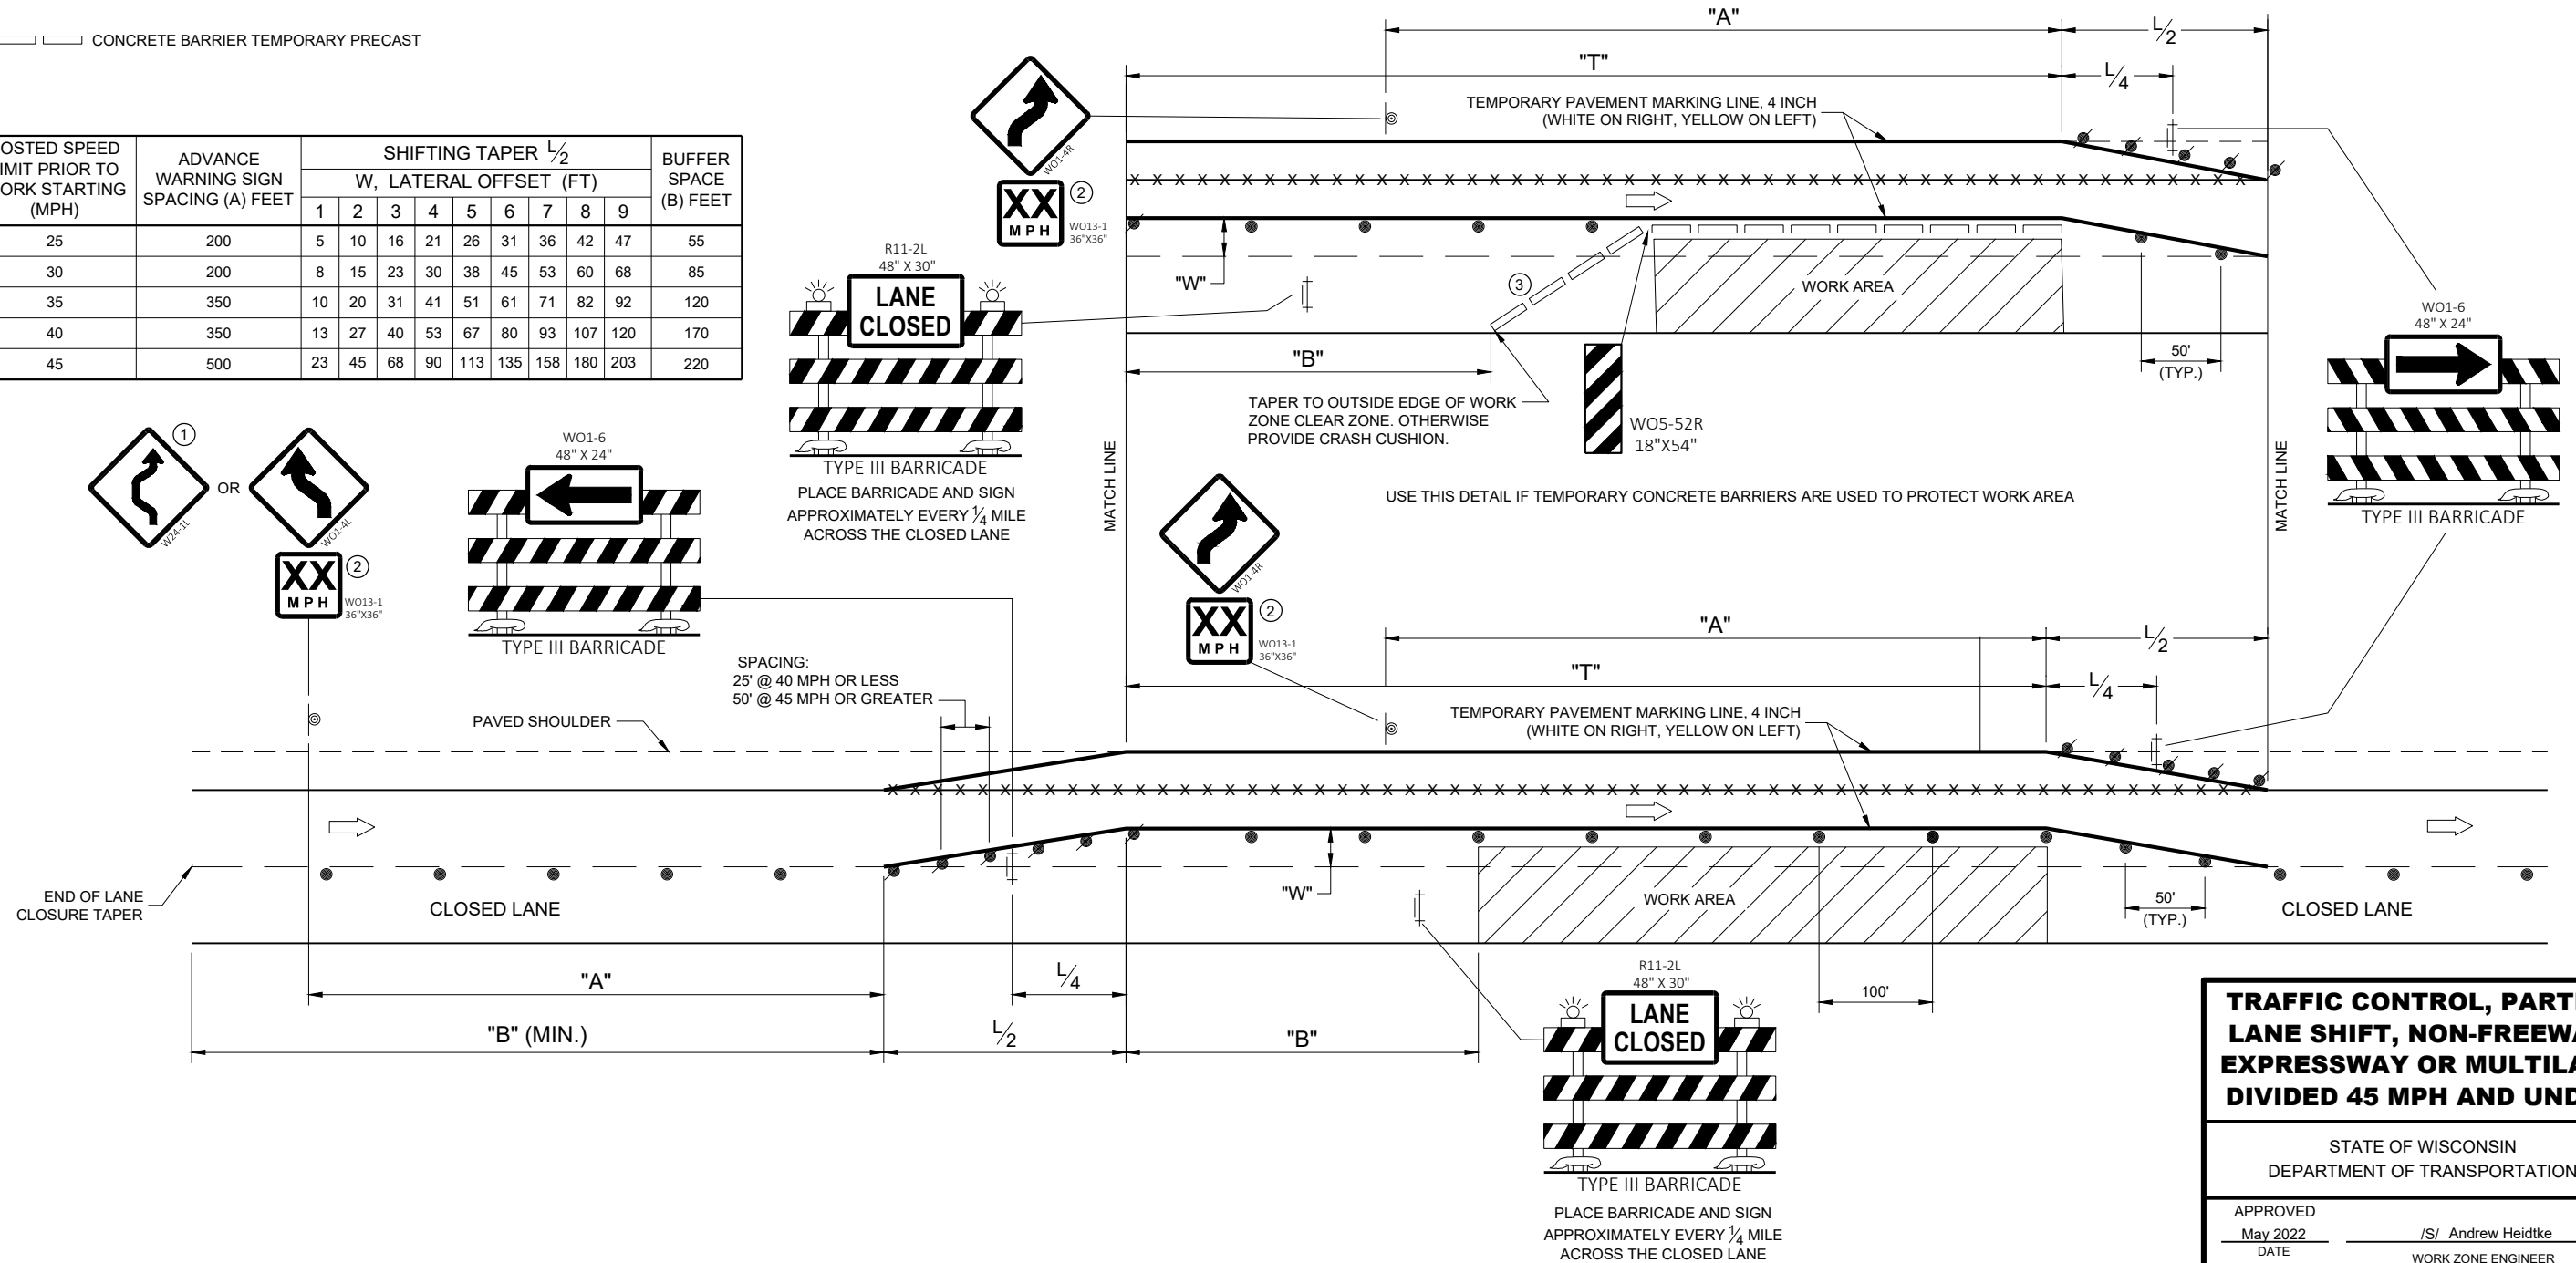 CONCRETE BARRIER TEMPORARY PRECAST
OSTED SPEED
IMIT PRIOR TO
ORK STARTING
(MPH)
ADVANCE
WARNING SIGN
SPACING (A) FEET
SHIFTING TAPER L/2
W, LATERAL OFFSET (FT)
BUFFER
SPACE
(B) FEET
1 2 3 4 5 6 7 8 9
25 200 5 10 16 21 26 31 36 42 47 55
30 200 8 15 23 30 38 45 53 60 68 85
35 350 10 20 31 41 51 61 71 82 92 120
40 350 13 27 40 53 67 80 93 107 120 170
45 500 23 45 68 90 113 135 158 180 203 220
"A"
L/2
"T"
L/4
WO1-4R
XX
MPH
2
WO13-1
36"X36"
TEMPORARY PAVEMENT MARKING LINE, 4 INCH
(WHITE ON RIGHT, YELLOW ON LEFT)
X X X X X X X X X X X X X X X X X X X X X X X X X X X X X X X X X X X X X X X X X X X X X X X X X X
R11-2L
48" X 30"
LANE
CLOSED
TYPE III BARRICADE
PLACE BARRICADE AND SIGN
APPROXIMATELY EVERY 1/4 MILE
ACROSS THE CLOSED LANE
"W"
3
WORK AREA
"B"
50'
(TYP.)
TAPER TO OUTSIDE EDGE OF WORK
ZONE CLEAR ZONE. OTHERWISE
PROVIDE CRASH CUSHION.
WO5-52R
18"X54"
MATCH LINE
MATCH LINE
USE THIS DETAIL IF TEMPORARY CONCRETE BARRIERS ARE USED TO PROTECT WORK AREA
WO1-6
48" X 24"
TYPE III BARRICADE
1
W24-1L
OR
WO1-4L
XX
MPH
2
WO13-1
36"X36"
WO1-6
48" X 24"
TYPE III BARRICADE
WO1-4R
XX
MPH
2
WO13-1
36"X36"
"A"
L/2
"T"
L/4
SPACING:
25' @ 40 MPH OR LESS
50' @ 45 MPH OR GREATER
PAVED SHOULDER
TEMPORARY PAVEMENT MARKING LINE, 4 INCH
(WHITE ON RIGHT, YELLOW ON LEFT)
X X X X X X X X X X X X X X X X X X X X X X X X X X X X X X X X X X X X X X X X X X X X X X X X X X X X X X X X X X X X X
END OF LANE
CLOSURE TAPER
CLOSED LANE
"W"
WORK AREA
50'
(TYP.)
CLOSED LANE
"A"
L/4
"B" (MIN.)
L/2
"B"
100'
R11-2L
48" X 30"
LANE
CLOSED
TYPE III BARRICADE
PLACE BARRICADE AND SIGN
APPROXIMATELY EVERY 1/4 MILE
ACROSS THE CLOSED LANE
TRAFFIC CONTROL, PARTI
LANE SHIFT, NON-FREEWA
EXPRESSWAY OR MULTILA
DIVIDED 45 MPH AND UND
STATE OF WISCONSIN
DEPARTMENT OF TRANSPORTATION
APPROVED
May 2022 /S/ Andrew Heidtke
DATE WORK ZONE ENGINEER